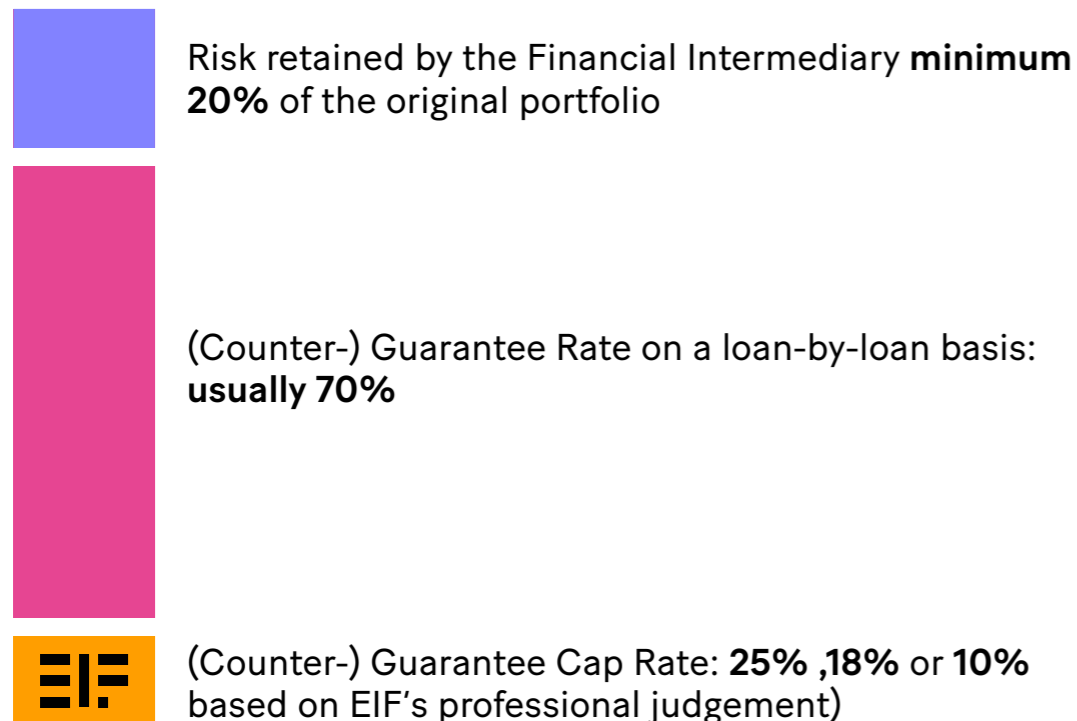 Risk retained by the Financial Intermediary minimum
20% of the original portfolio
(Counter-) Guarantee Rate on a loan-by-loan basis:
usually 70%
EIF
(Counter-) Guarantee Cap Rate: 25% ,18% or 10%
based on EIF’s professional judgement)